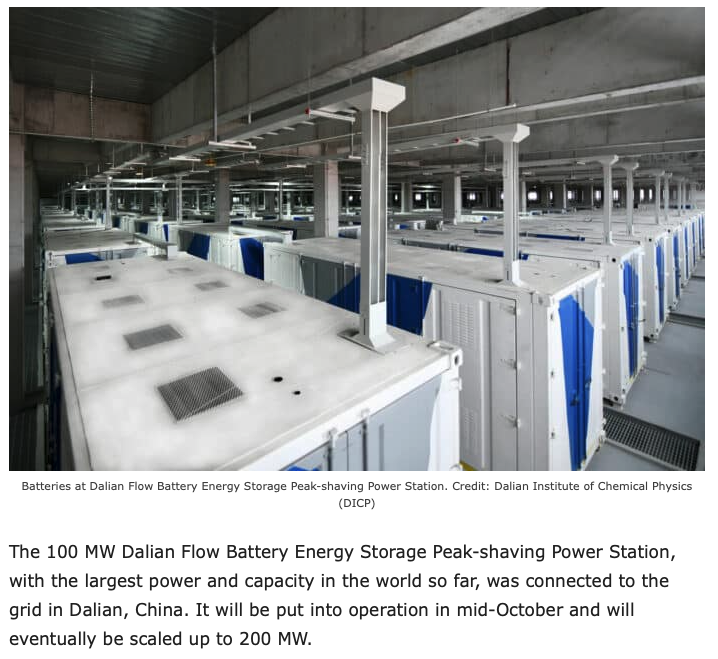 Batteries at Dalian Flow Battery Energy Storage Peak-shaving Power Station. Credit: Dalian Institute of Chemical Physics
(DICP)
The 100 MW Dalian Flow Battery Energy Storage Peak-shaving Power Station,
with the largest power and capacity in the world so far, was connected to the
grid in Dalian, China. It will be put into operation in mid-October and will
eventually be scaled up to 200 MW.